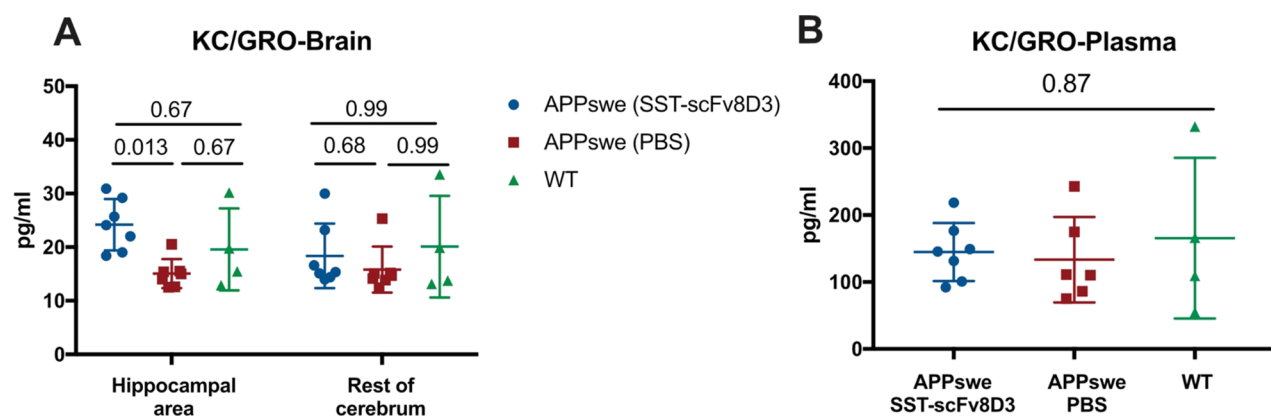 A
KC/GRO-Brain
50
40
30
20
10
0
pg/ml
0.67
0.013
0.67
0.99
0.68
0.99
Hippocampal
area
Rest of
cerebrum
APPswe (SST-scFv8D3)
APPswe (PBS)
WT
B
KC/GRO-Plasma
400
300
200
100
0
pg/ml
0.87
APPswe
SST-scFv8D3
APPswe
PBS
WT